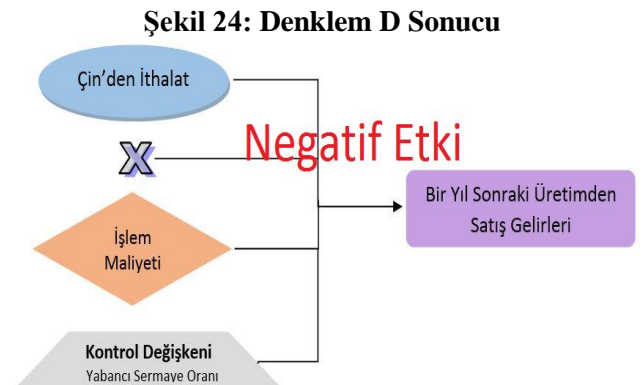 Şekil 24: Denklem D Sonucu
Çin'den İthalat
X
Negatif Etki
Bir Yıl Sonraki Üretimden
Satış Gelirleri
İşlem
Maliyeti
Kontrol Değişkeni
Yabancı Sermaye Oranı